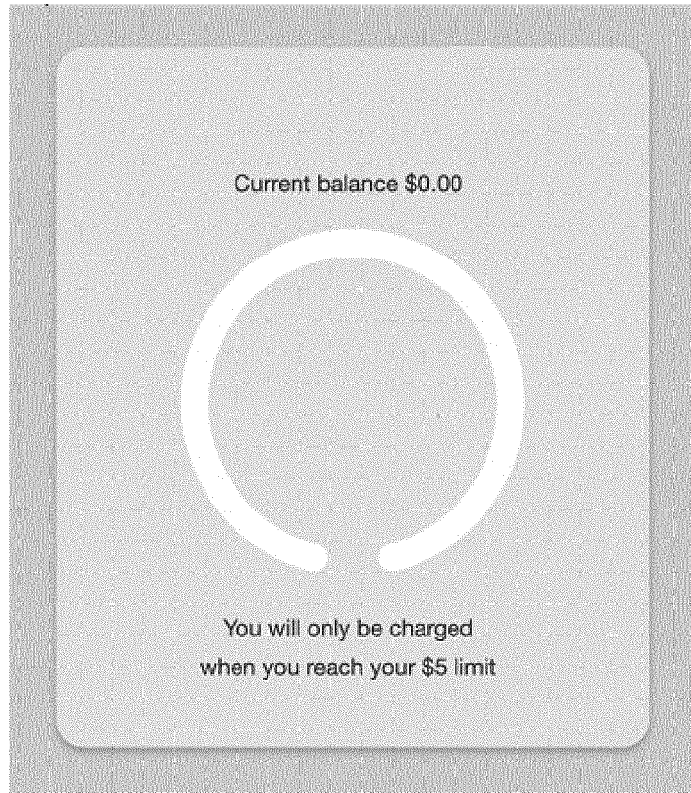 Current balance $0.00
You will only be charged
when you reach your $5 limit